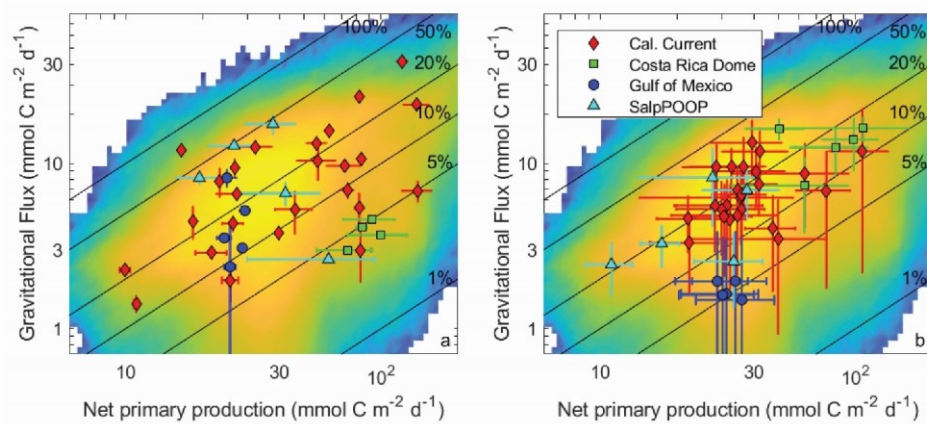 100%
50%
20%
10%
5%
1%
30
10
3
1
10
30
10²
a
Gravitational Flux (mmol C m⁻² d⁻¹)
Net primary production (mmol C m⁻² d⁻¹)
100%
50%
20%
10%
5%
1%
Cal. Current
Costa Rica Dome
Gulf of Mexico
SalpPOOP
30
10
3
1
10
30
10²
b
Gravitational Flux (mmol C m⁻² d⁻¹)
Net primary production (mmol C m⁻² d⁻¹)